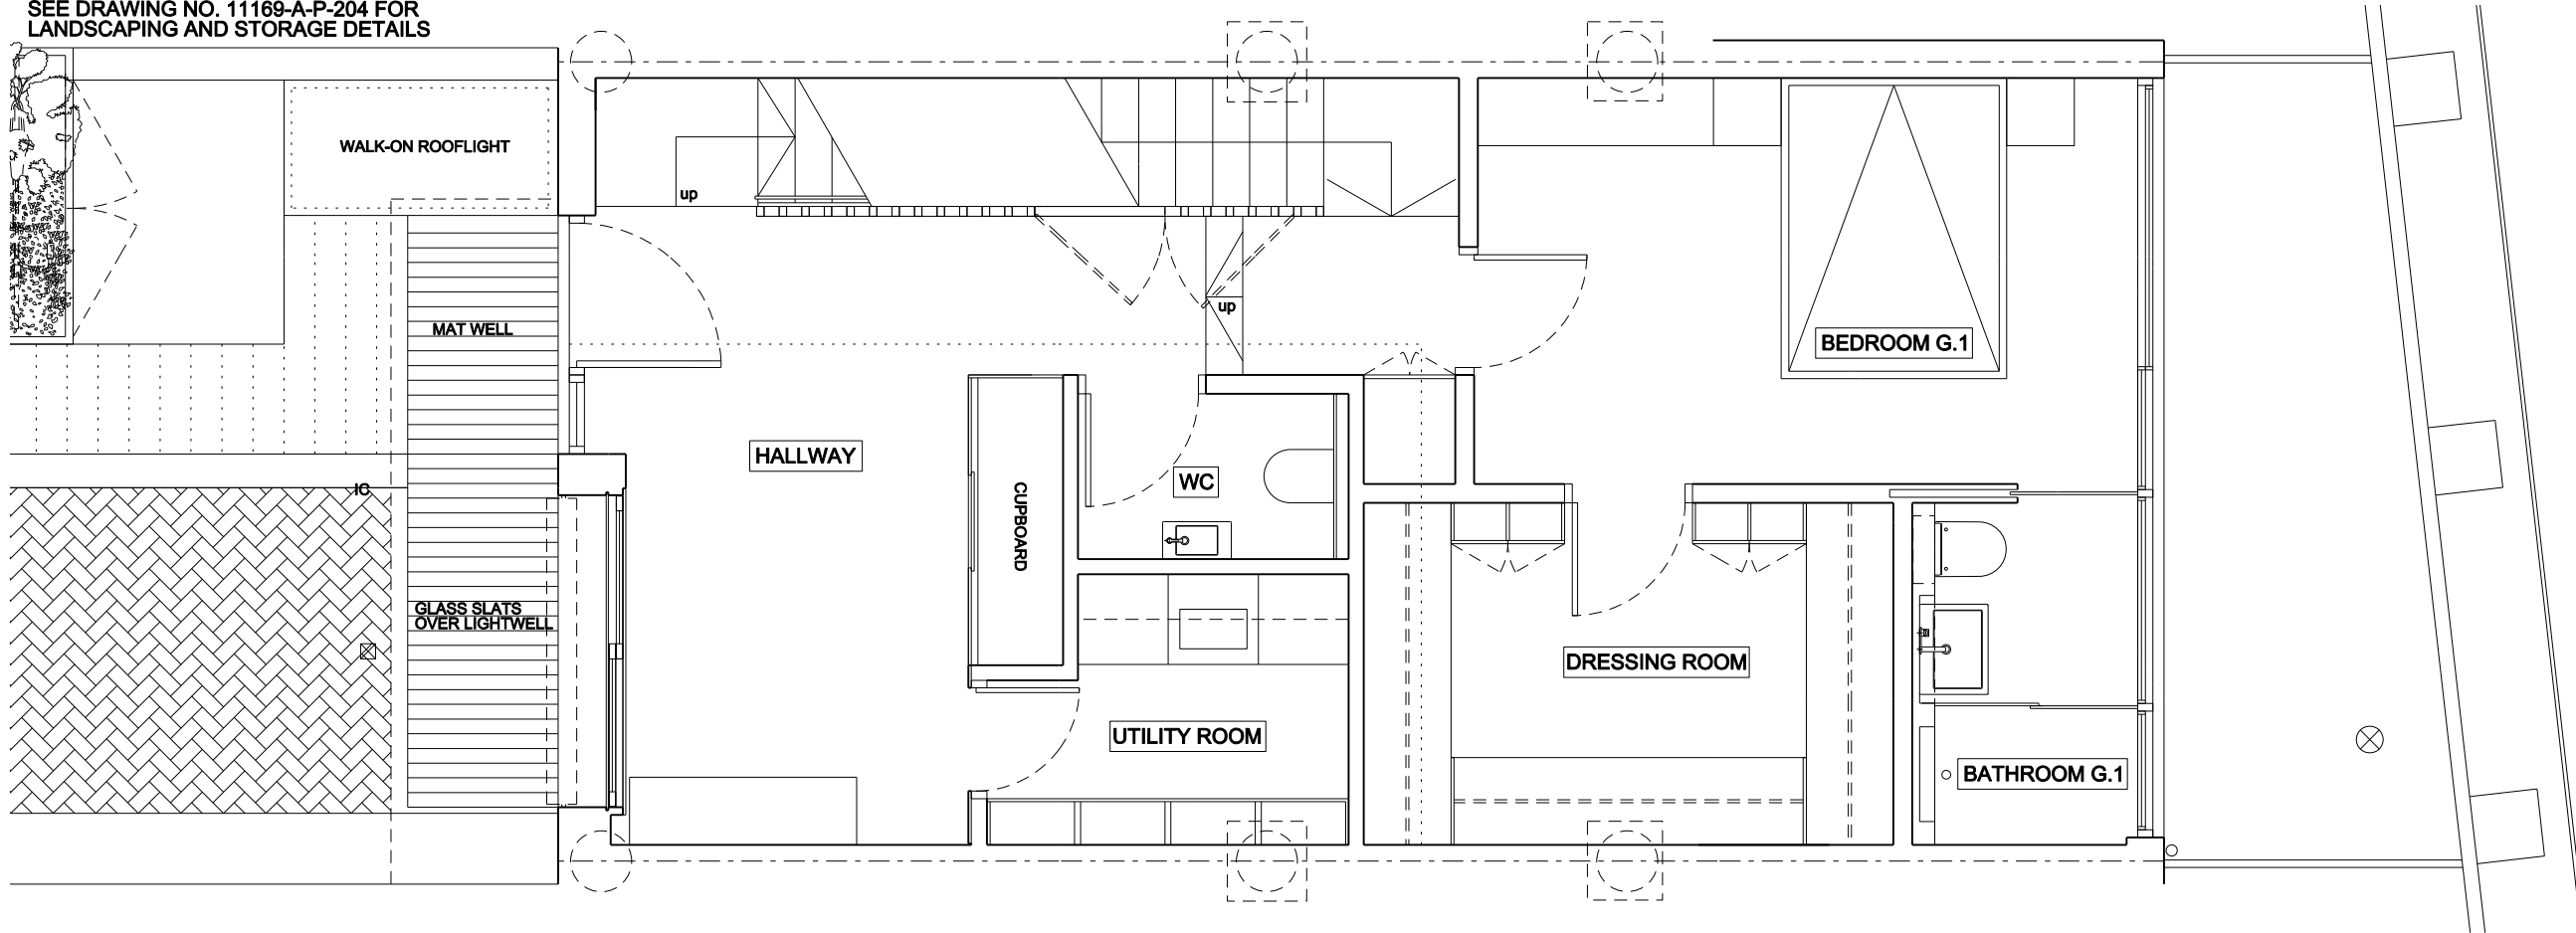 SEE DRAWING NO. 11169-A-P-204 FOR
LANDSCAPING AND STORAGE DETAILS
WALK-ON ROOFLIGHT
up
up
MAT WELL
BEDROOM G.1
HALLWAY
WC
IC
CUPBOARD
GLASS SLATS
OVER LIGHTWELL
DRESSING ROOM
UTILITY ROOM
BATHROOM G.1